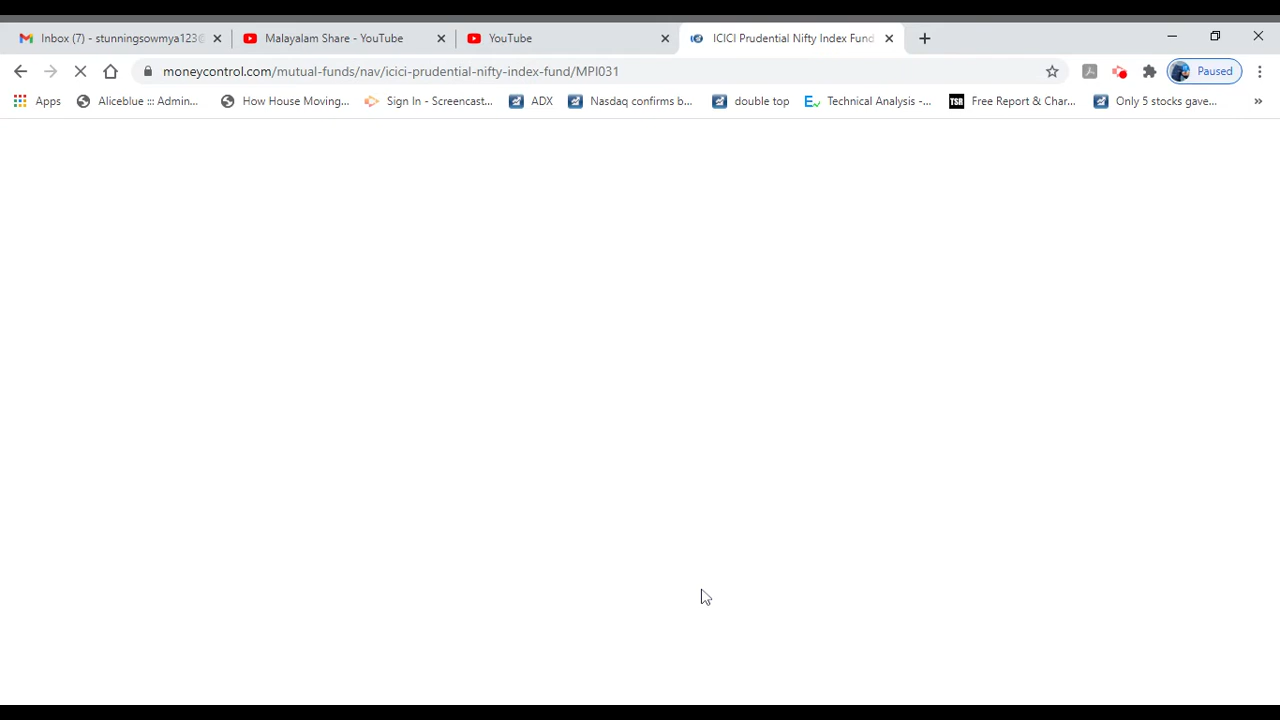 Inbox (7) - stunningsowmya123@ Malayalam Share - YouTube YouTube ICICI Prudential Nifty Index Fund
moneycontrol.com/mutual-funds/nav/icici-prudential-nifty-index-fund/MPI031 Paused
Apps Aliceblue ::: Admin... How House Moving... Sign In - Screencast... ADX Nasdaq confirms b... double top Technical Analysis -... TSR Free Report & Char... Only 5 stocks gave... »